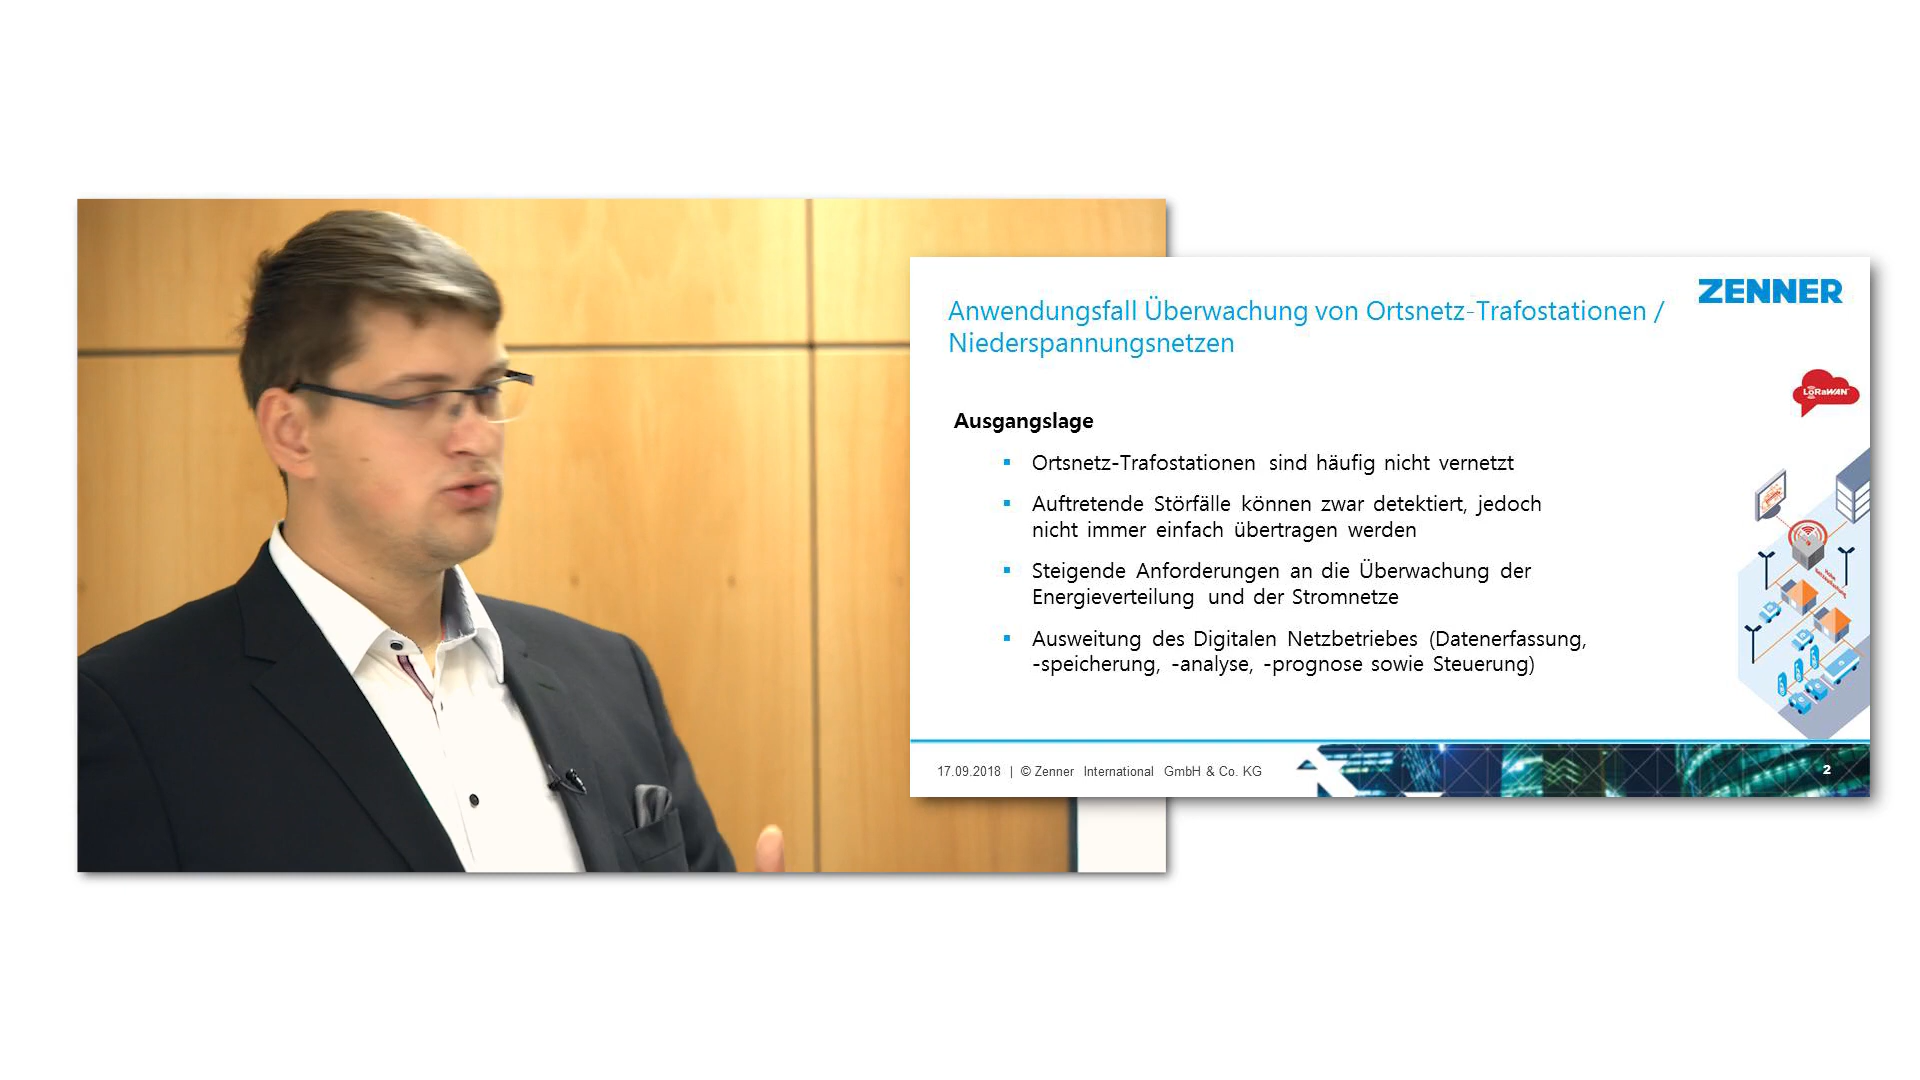 ZENNER
Anwendungsfall Überwachung von Ortsnetz-Trafostationen /
Niederspannungsnetzen
LoRaWAN
Ausgangslage
▪ Ortsnetz-Trafostationen sind häufig nicht vernetzt
▪ Auftretende Störfälle können zwar detektiert, jedoch
nicht immer einfach übertragen werden
▪ Steigende Anforderungen an die Überwachung der
Energieverteilung und der Stromnetze
▪ Ausweitung des Digitalen Netzbetriebes (Datenerfassung,
-speicherung, -analyse, -prognose sowie Steuerung)
17.09.2018 | © Zenner International GmbH & Co. KG
2